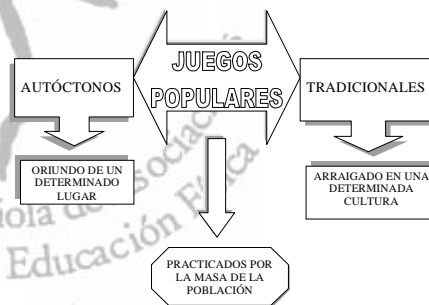 JUEGOS
POPULARES
AUTÓCTONOS
TRADICIONALES
ORIUNDO DE UN
DETERMINADO
LUGAR
ARRAIGADO EN UNA
DETERMINADA
CULTURA
PRACTICADOS POR
LA MASA DE LA
POBLACIÓN
Educación Física